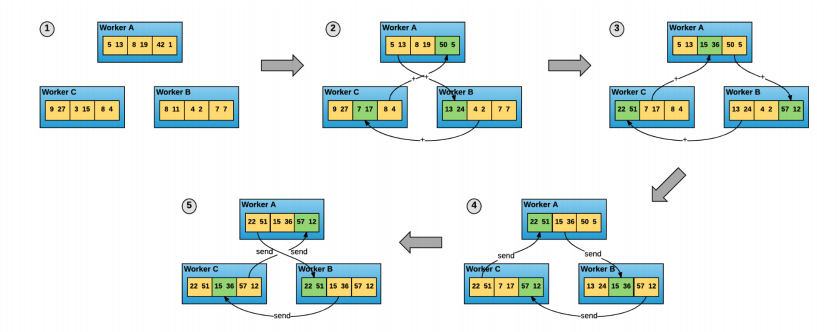 1
Worker A
5 13 8 19 42 1
Worker C
9 27 3 15 8 4
Worker B
8 11 4 2 7 7
2
Worker A
5 13 8 19 50 5
+ +
Worker C
9 27 7 17 8 4
Worker B
13 24 4 2 7 7
+
3
Worker A
5 13 15 36 50 5
+ +
Worker C
22 51 7 17 8 4
Worker B
13 24 4 2 57 12
+
5
Worker A
22 51 15 36 57 12
send send
Worker C
22 51 15 36 57 12
Worker B
22 51 15 36 57 12
send
4
Worker A
22 51 15 36 50 5
send send
Worker C
22 51 7 17 57 12
Worker B
13 24 15 36 57 12
send